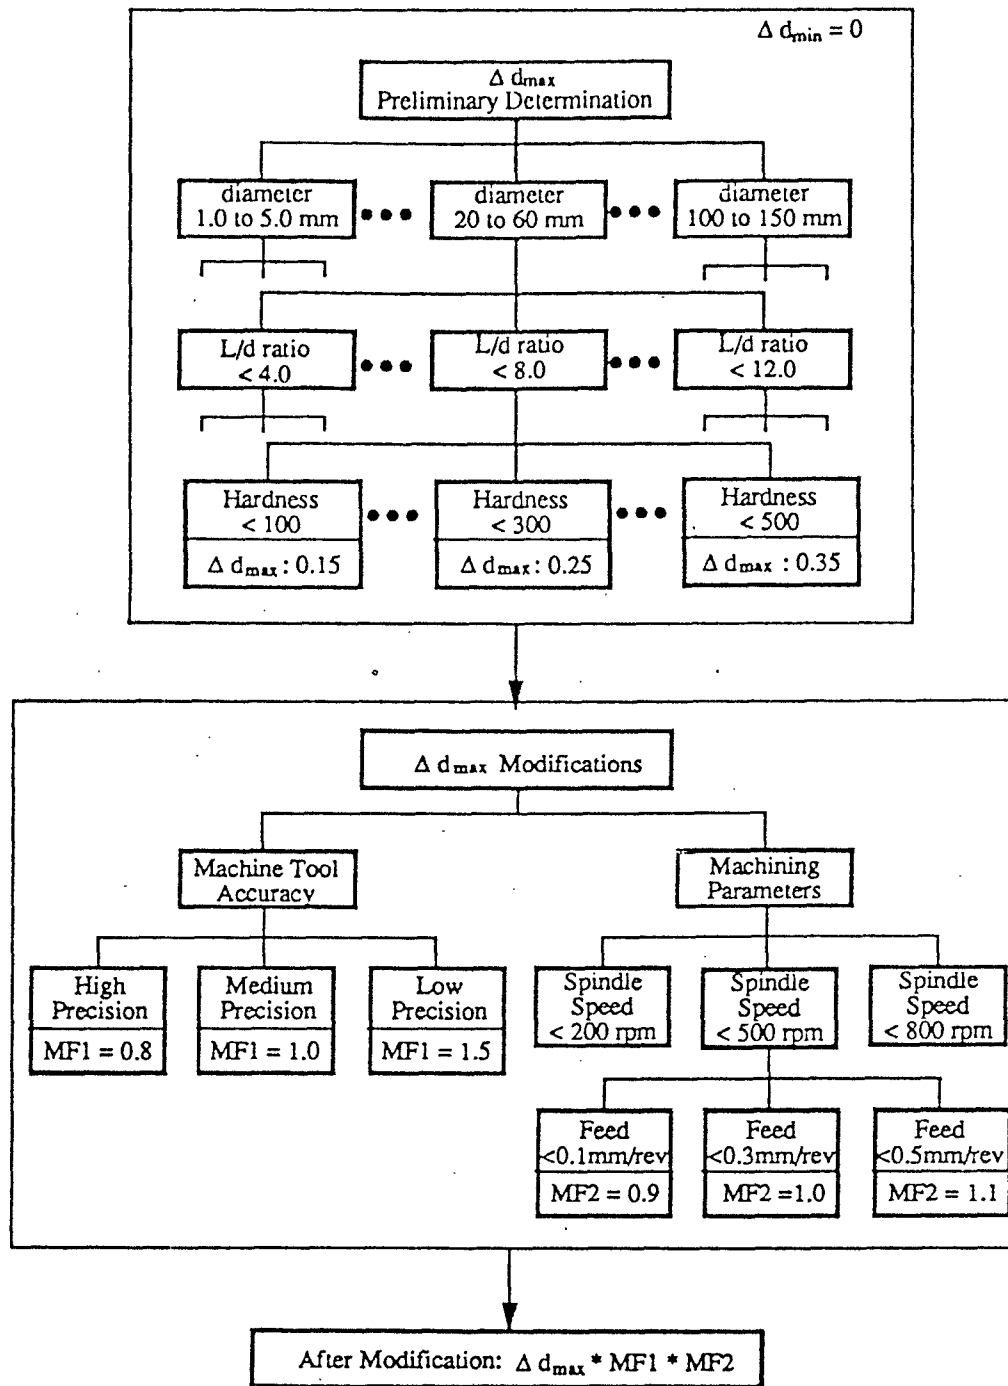 Δ dmin = 0
Δ dmax
Preliminary Determination
diameter
1.0 to 5.0 mm
diameter
20 to 60 mm
diameter
100 to 150 mm
L/d ratio
< 4.0
L/d ratio
< 8.0
L/d ratio
< 12.0
Hardness
< 100
Δ dmax : 0.15
Hardness
< 300
Δ dmax : 0.25
Hardness
< 500
Δ dmax : 0.35
Δ dmax Modifications
Machine Tool
Accuracy
Machining
Parameters
High
Precision
MF1 = 0.8
Medium
Precision
MF1 = 1.0
Low
Precision
MF1 = 1.5
Spindle
Speed
< 200 rpm
Spindle
Speed
< 500 rpm
Spindle
Speed
< 800 rpm
Feed
<0.1mm/rev
MF2 = 0.9
Feed
<0.3mm/rev
MF2 =1.0
Feed
<0.5mm/rev
MF2 = 1.1
After Modification: Δ dmax * MF1 * MF2